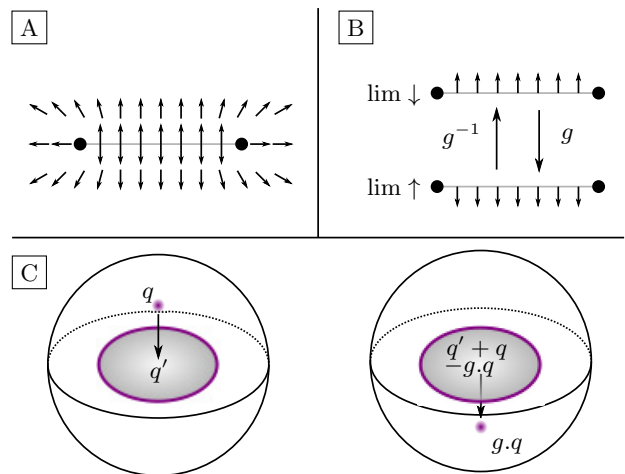 A
B
lim ↓
g⁻¹
g
lim ↑
C
q
q′
q′ + q
−g.q
g.q